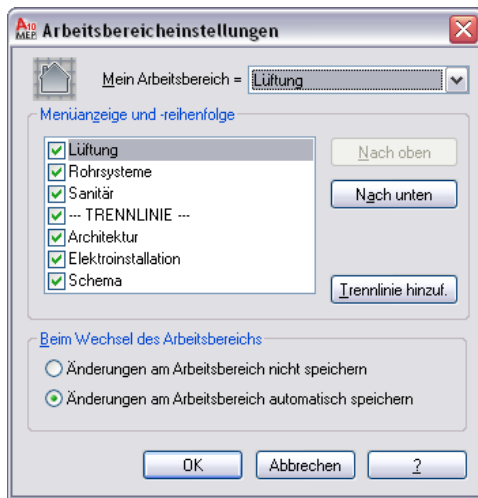 A10
MEP
Arbeitsbereicheinstellungen
Mein Arbeitsbereich = Lüftung
Menüanzeige und -reihenfolge
Lüftung
Rohrsysteme
Sanitär
--- TRENNLINIE ---
Architektur
Elektroinstallation
Schema
Nach oben
Nach unten
Trennlinie hinzuf.
Beim Wechsel des Arbeitsbereichs
Änderungen am Arbeitsbereich nicht speichern
Änderungen am Arbeitsbereich automatisch speichern
OK
Abbrechen
?